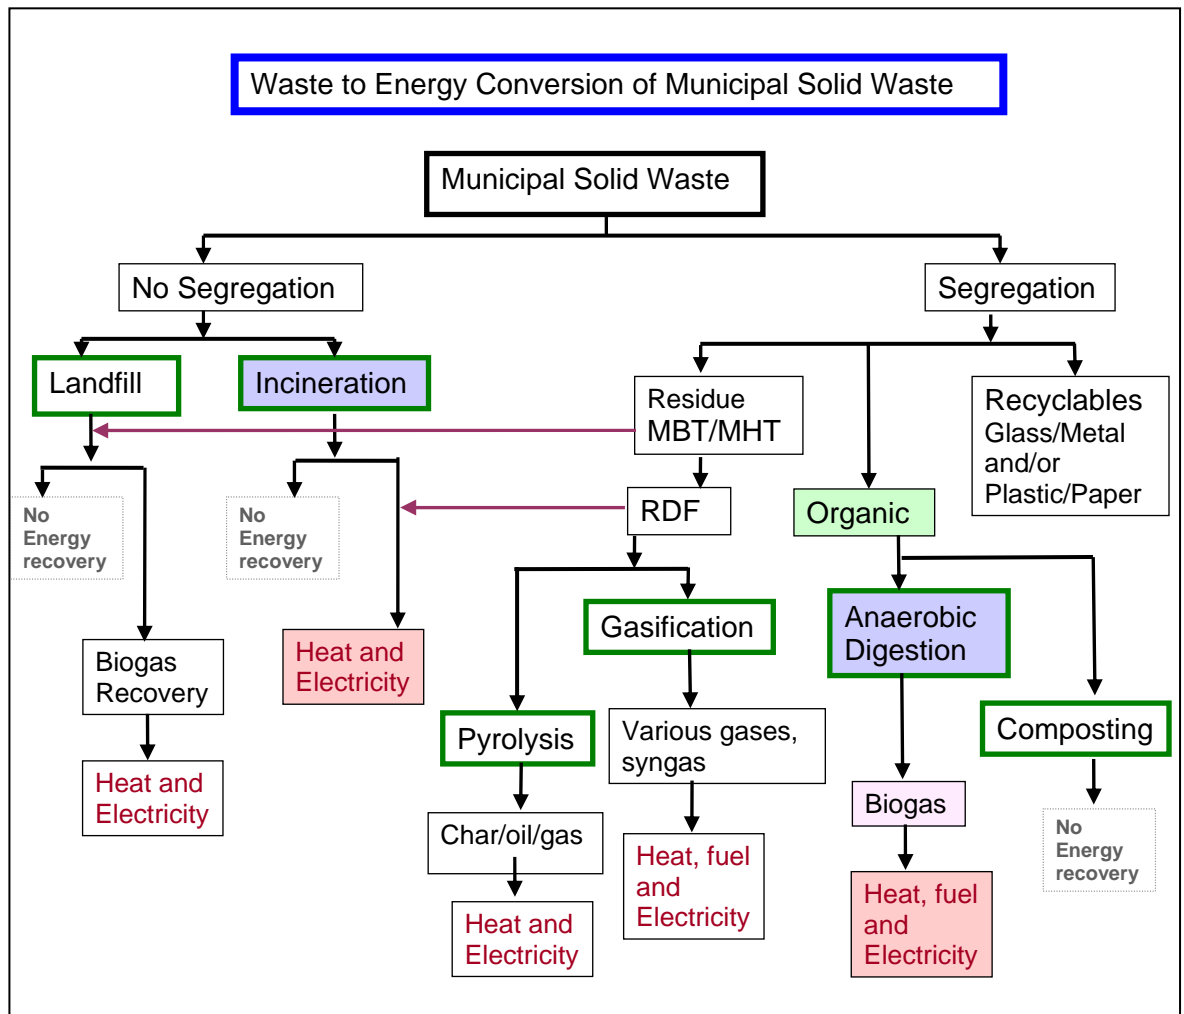 Waste to Energy Conversion of Municipal Solid Waste
Municipal Solid Waste
No Segregation
Segregation
Landfill
Incineration
Residue
MBT/MHT
Recyclables
Glass/Metal
and/or
Plastic/Paper
No
Energy
recovery
No
Energy
recovery
RDF
Organic
Gasification
Anaerobic
Digestion
Biogas
Recovery
Heat and
Electricity
Pyrolysis
Various gases,
syngas
Composting
Heat and
Electricity
Char/oil/gas
Biogas
No
Energy
recovery
Heat, fuel
and
Electricity
Heat and
Electricity
Heat, fuel
and
Electricity